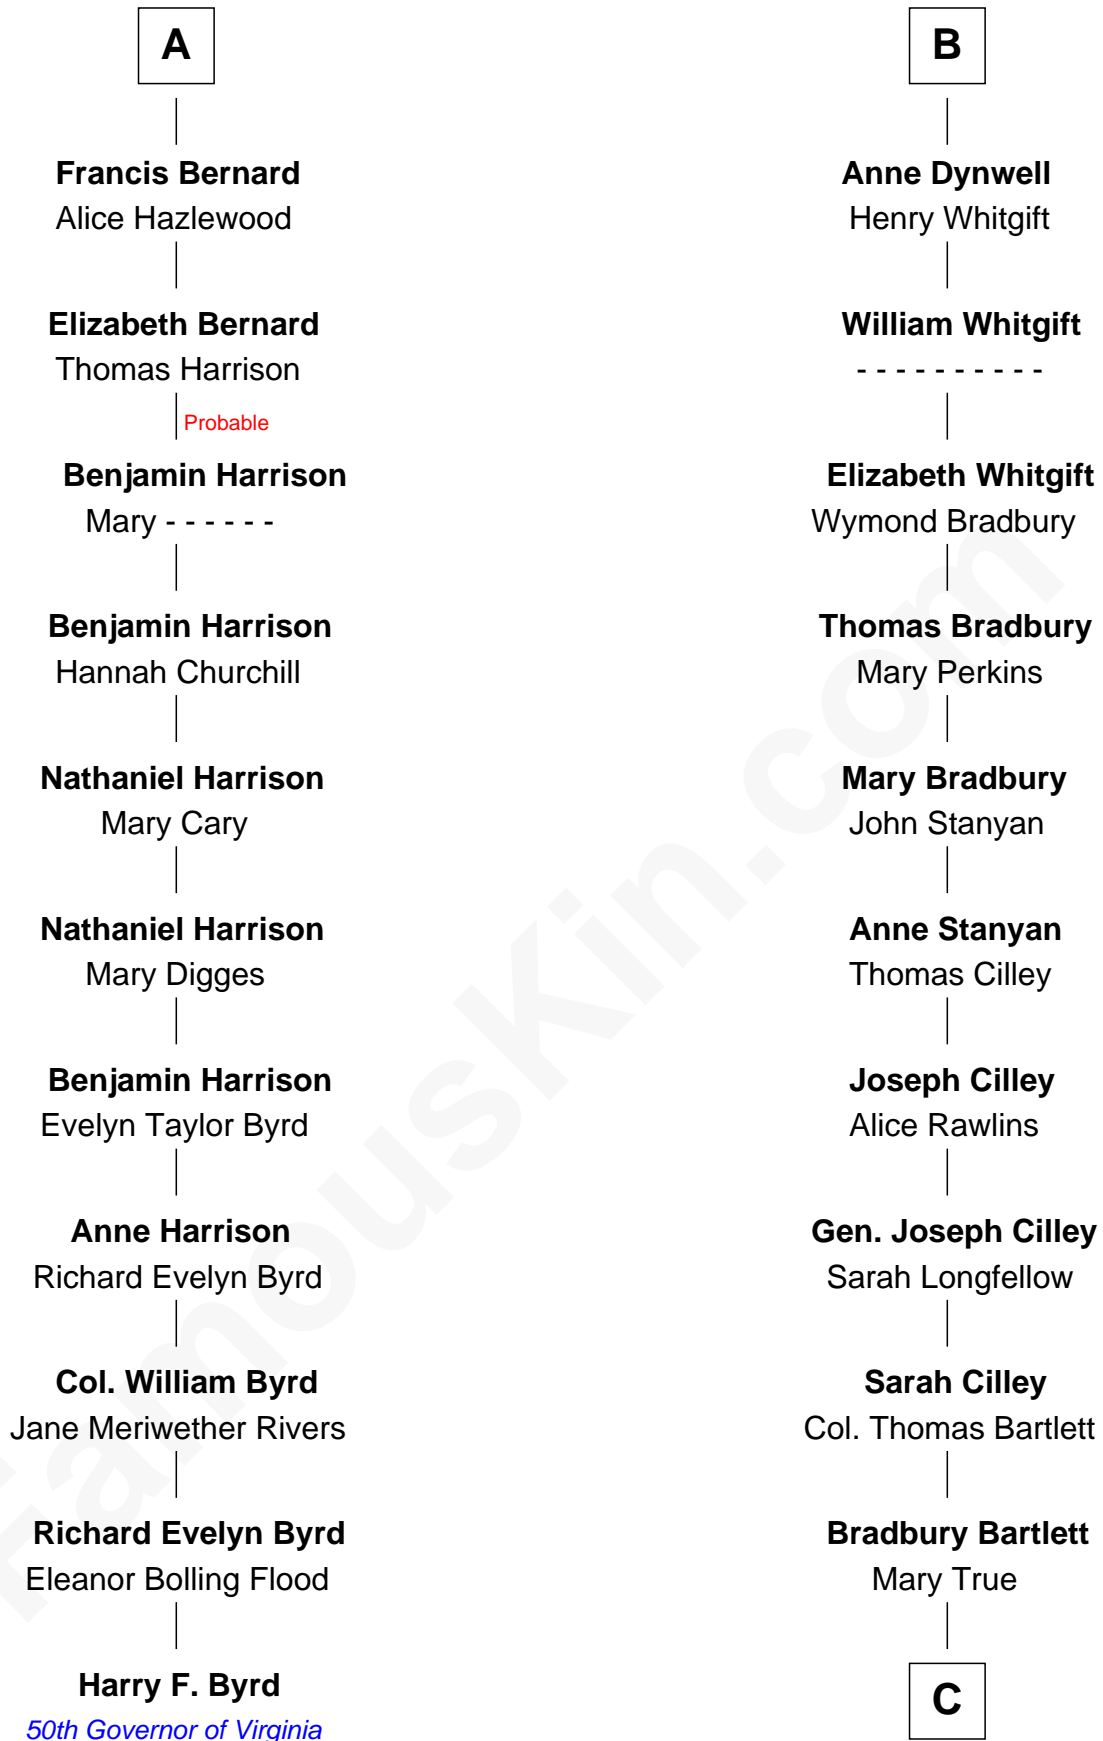 A
Francis Bernard
Alice Hazlewood
Elizabeth Bernard
Thomas Harrison
Probable
Benjamin Harrison
Mary - - - - - -
Benjamin Harrison
Hannah Churchill
Nathaniel Harrison
Mary Cary
Nathaniel Harrison
Mary Digges
Benjamin Harrison
Evelyn Taylor Byrd
Anne Harrison
Richard Evelyn Byrd
Col. William Byrd
Jane Meriwether Rivers
Richard Evelyn Byrd
Eleanor Bolling Flood
Harry F. Byrd
50th Governor of Virginia
B
Anne Dynwell
Henry Whitgift
William Whitgift
- - - - - - - - - -
Elizabeth Whitgift
Wymond Bradbury
Thomas Bradbury
Mary Perkins
Mary Bradbury
John Stanyan
Anne Stanyan
Thomas Cilley
Joseph Cilley
Alice Rawlins
Gen. Joseph Cilley
Sarah Longfellow
Sarah Cilley
Col. Thomas Bartlett
Bradbury Bartlett
Mary True
C
FamousKin.com